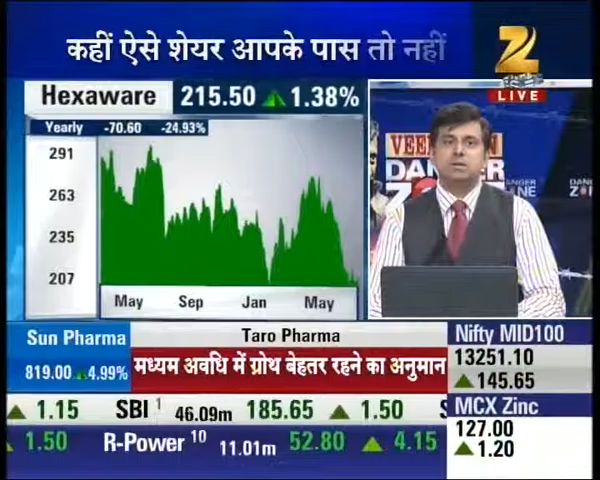 कहीं ऐसे शेयर आपके पास तो नहीं
LIVE
Hexaware 215.50 1.38%
Yearly -70.60 -24.93%
291
263
235
207
May Sep Jan May
DANGER
Sun Pharma
819.00 4.99%
Taro Pharma
मध्यम अवधि में ग्रोथ बेहतर रहने का अनुमान
Nifty MID100
13251.10
145.65
MCX Zinc
127.00
1.20
1.15 SBI 1 46.09m 185.65 1.50 S
1.50 R-Power 10 11.01m 52.80 4.15